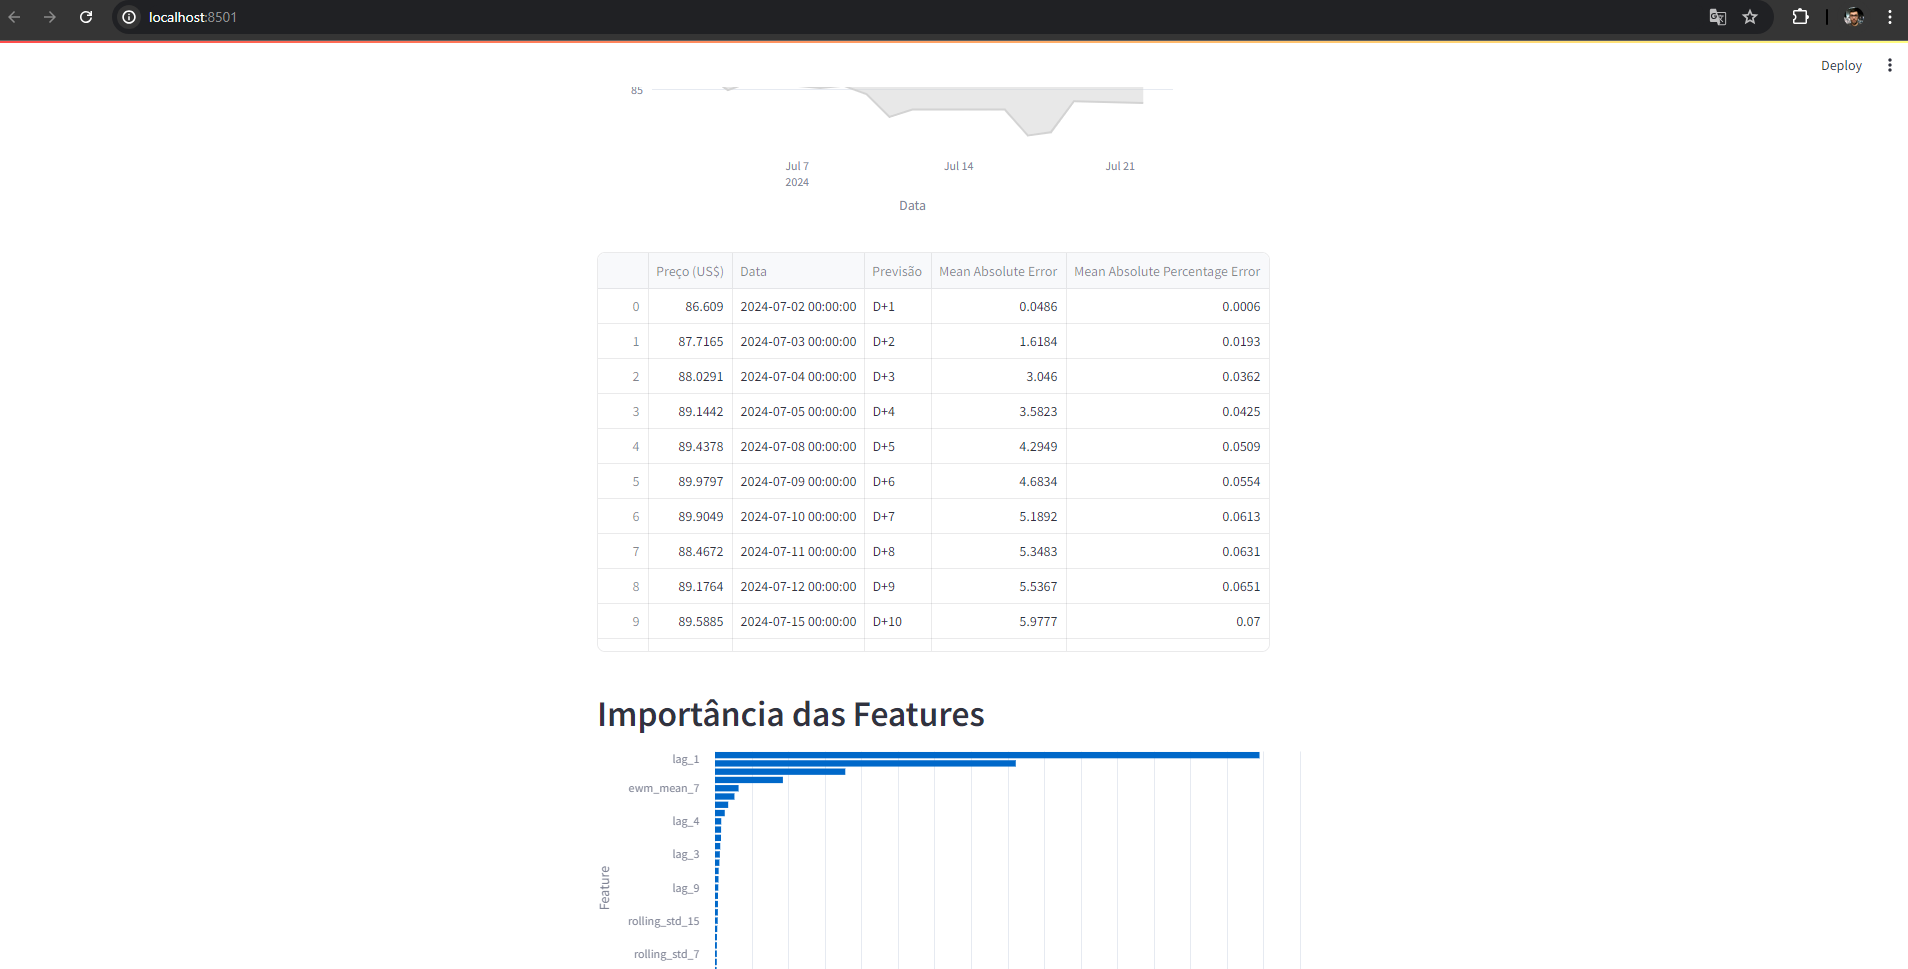 localhost:8501
Deploy
85
Jul 7 Jul 14 Jul 21
2024
Data
Preço (US$) Data Previsão Mean Absolute Error Mean Absolute Percentage Error
0 86.609 2024-07-02 00:00:00 D+1 0.0486 0.0006
1 87.7165 2024-07-03 00:00:00 D+2 1.6184 0.0193
2 88.0291 2024-07-04 00:00:00 D+3 3.046 0.0362
3 89.1442 2024-07-05 00:00:00 D+4 3.5823 0.0425
4 89.4378 2024-07-08 00:00:00 D+5 4.2949 0.0509
5 89.9797 2024-07-09 00:00:00 D+6 4.6834 0.0554
6 89.9049 2024-07-10 00:00:00 D+7 5.1892 0.0613
7 88.4672 2024-07-11 00:00:00 D+8 5.3483 0.0631
8 89.1764 2024-07-12 00:00:00 D+9 5.5367 0.0651
9 89.5885 2024-07-15 00:00:00 D+10 5.9777 0.07
Importância das Features
lag_1
ewm_mean_7
lag_4
lag_3
lag_9
rolling_std_15
rolling_std_7
Feature